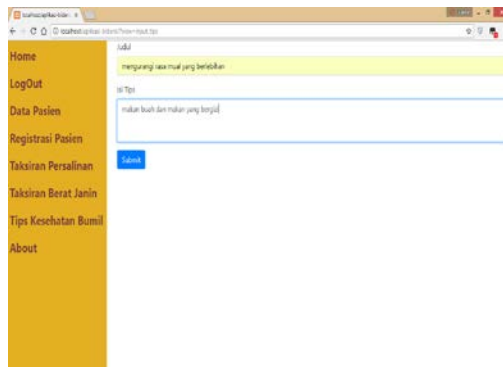 Home
LogOut
Data Pasien
Registrasi Pasien
Taksiran Persalinan
Taksiran Berat Janin
Tips Kesehatan Bumil
About
Judul
mengurangi rasa mual yang berlebihan
Isi Tips
makan buah dan makan yang bergizi
Submit